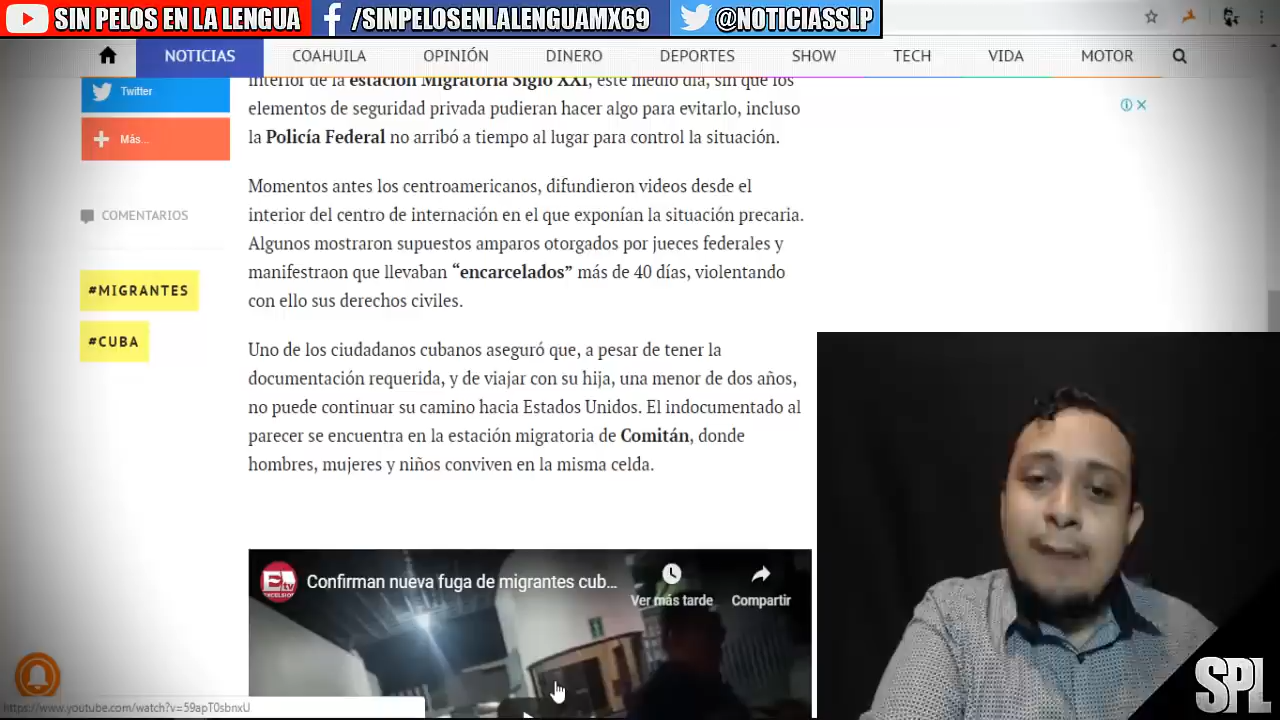 SIN PELOS EN LA LENGUA
/SINPELOSENLALENGUAMX69
@NOTICIASSLP
NOTICIAS
COAHUILA
OPINIÓN
DINERO
DEPORTES
SHOW
TECH
VIDA
MOTOR
Twitter
Más...
COMENTARIOS
#MIGRANTES
#CUBA
interior de la estación Migratoria Siglo XXI, este medio día, sin que los
elementos de seguridad privada pudieran hacer algo para evitarlo, incluso
la Policía Federal no arribó a tiempo al lugar para control la situación.
Momentos antes los centroamericanos, difundieron videos desde el
interior del centro de internación en el que exponían la situación precaria.
Algunos mostraron supuestos amparos otorgados por jueces federales y
manifestraon que llevaban “encarcelados” más de 40 días, violentando
con ello sus derechos civiles.
Uno de los ciudadanos cubanos aseguró que, a pesar de tener la
documentación requerida, y de viajar con su hija, una menor de dos años,
no puede continuar su camino hacia Estados Unidos. El indocumentado al
parecer se encuentra en la estación migratoria de Comitán, donde
hombres, mujeres y niños conviven en la misma celda.
Etv
EXCELSIOR
Confirman nueva fuga de migrantes cub...
Ver más tarde
Compartir
https://www.youtube.com/watch?v=59apT0sbnxU
SPL